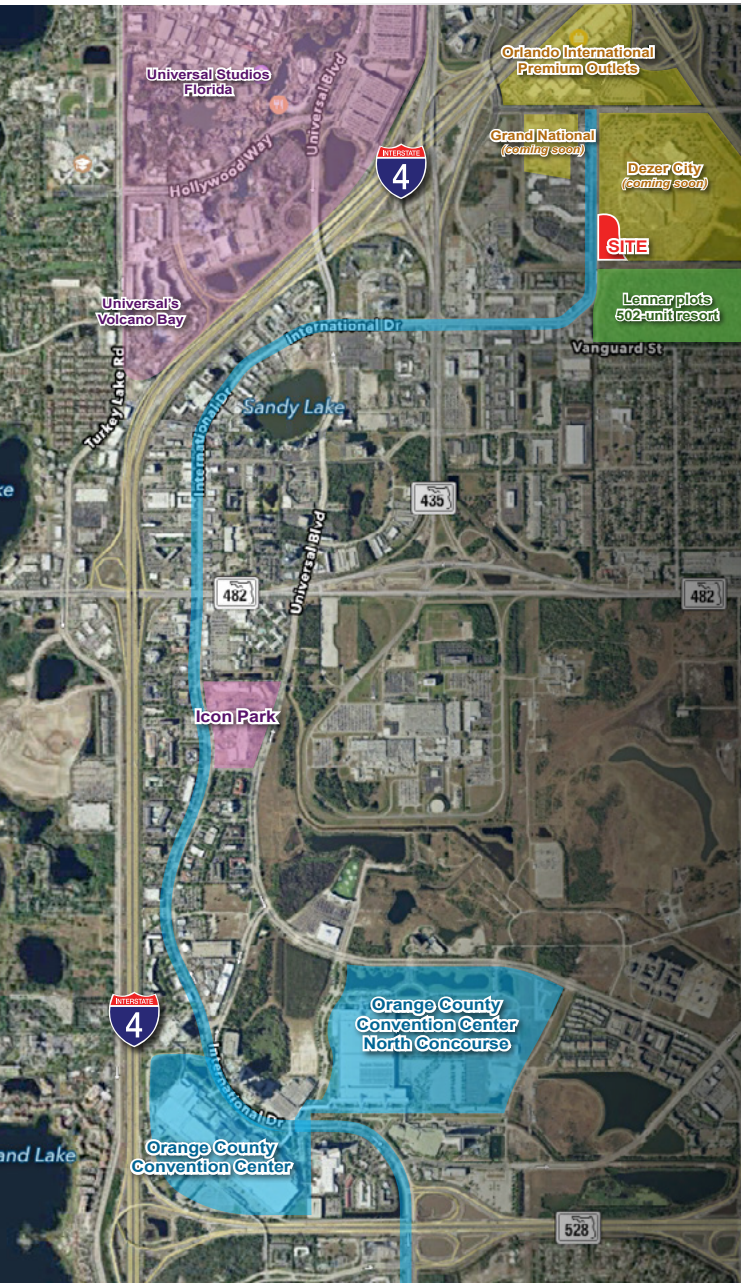 Orlando International
Premium Outlets
Universal Studios
Florida
Universal Blvd
Grand National
(coming soon)
Hollywood Way
INTERSTATE
4
Dezer City
(coming soon)
SITE
Universal's
Volcano Bay
Lennar plots
502-unit resort
International Dr
Vanguard St
Turkey Lake Rd
International Dr
Sandy Lake
ke
435
Universal Blvd
482
482
Icon Park
INTERSTATE
4
Orange County
Convention Center
North Concourse
International Dr
Orange County
Convention Center
and Lake
528